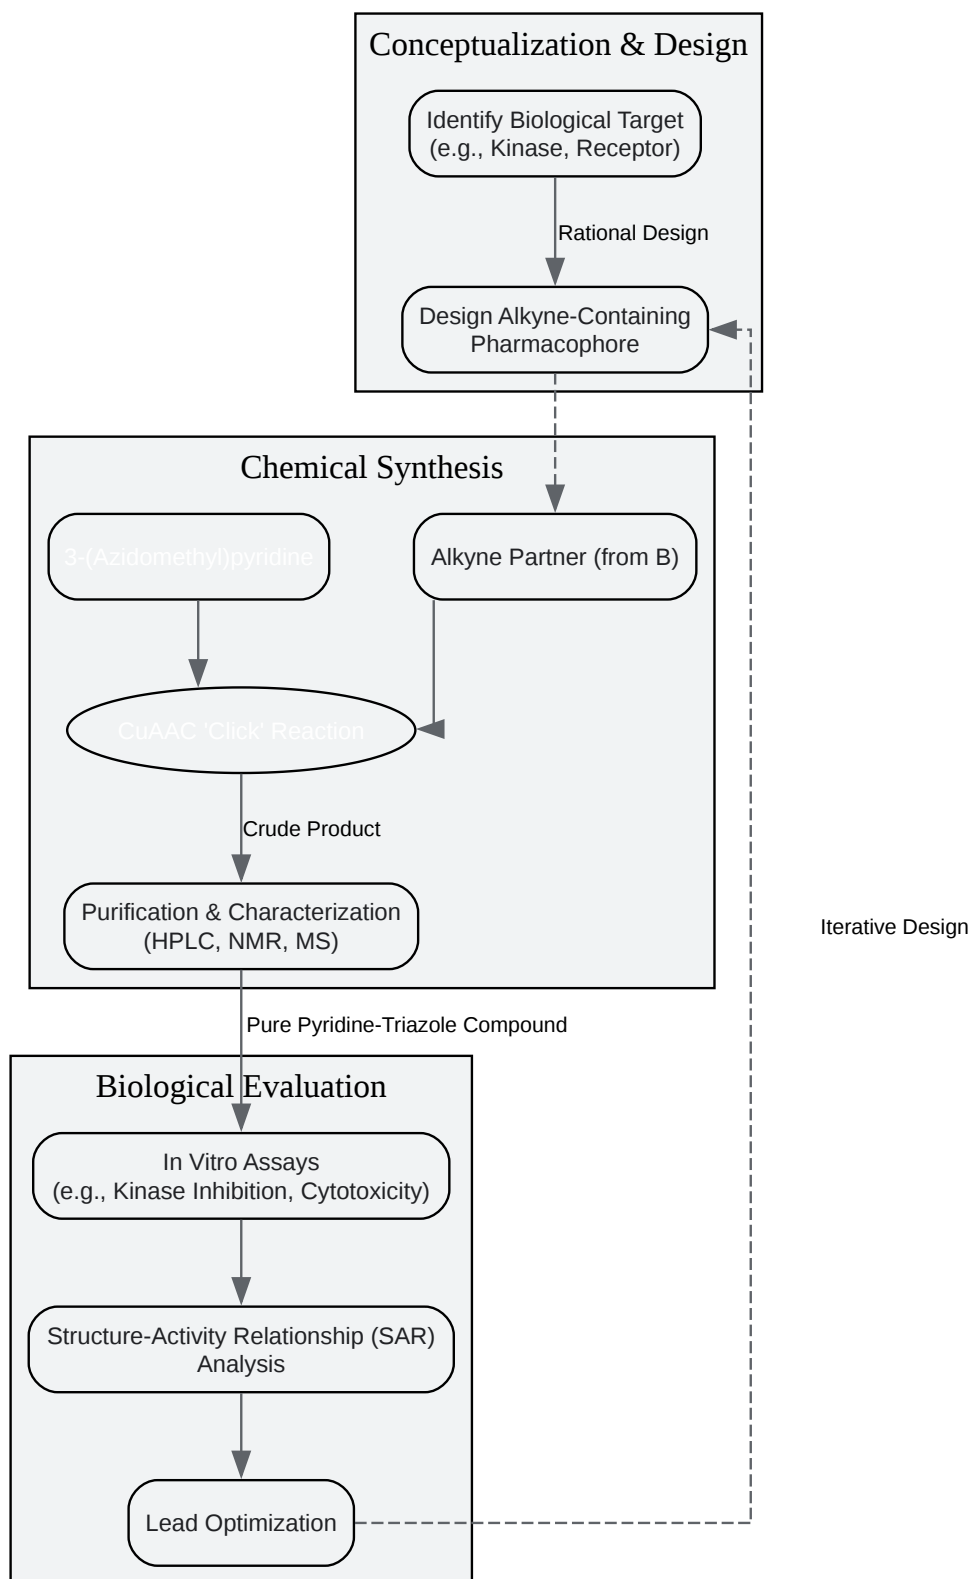 Conceptualization & Design
Identify Biological Target
(e.g., Kinase, Receptor)
Rational Design
Design Alkyne-Containing
Pharmacophore
Chemical Synthesis
3-(Azidomethyl)pyridine
Alkyne Partner (from B)
CuAAC 'Click' Reaction
Crude Product
Purification & Characterization
(HPLC, NMR, MS)
Iterative Design
Pure Pyridine-Triazole Compound
Biological Evaluation
In Vitro Assays
(e.g., Kinase Inhibition, Cytotoxicity)
Structure-Activity Relationship (SAR)
Analysis
Lead Optimization